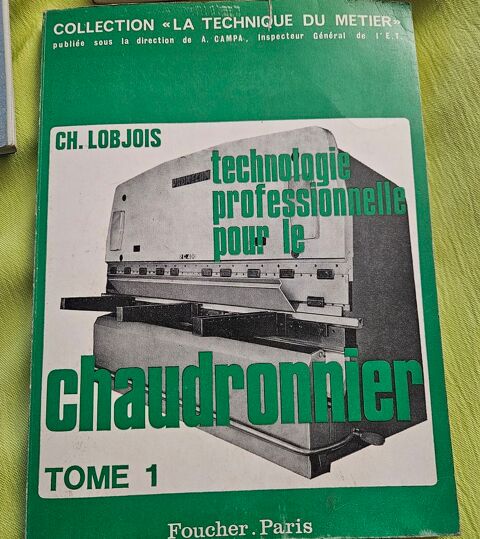 COLLECTION «LA TECHNIQUE DU METIER»
publiée sous la direction de A. CAMPA, Inspecteur Général de l'E.T.
CH. LOBJOIS
technologie
professionnelle
pour le
chaudronnier
TOME 1
Foucher.Paris